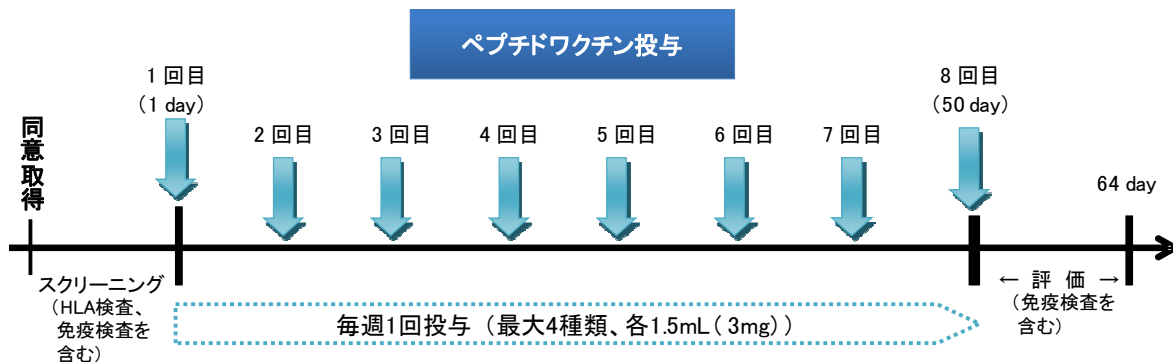 ペプチドワクチン投与
1 回目
(1 day)
8 回目
(50 day)
2 回目
3 回目
4 回目
5 回目
6 回目
7 回目
同意取得
64 day
スクリーニング
(HLA検査、
免疫検査を
含む)
毎週1回投与 (最大4種類、各1.5mL( 3mg))
← 評 価 →
(免疫検査を
含む)